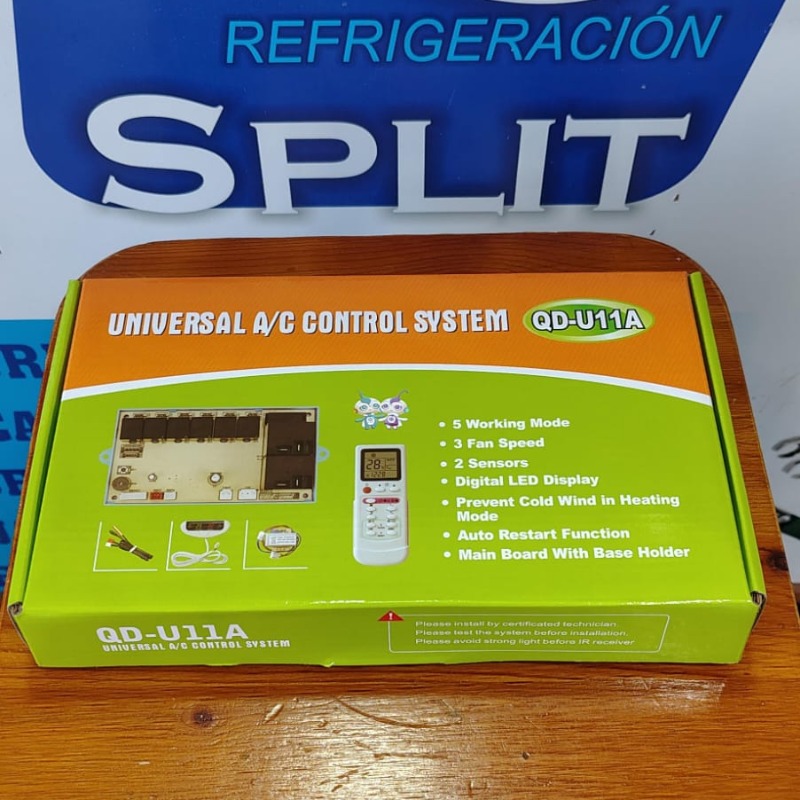 REFRIGERACIÓN
SPLIT
UNIVERSAL A/C CONTROL SYSTEM QD-U11A
• 5 Working Mode
• 3 Fan Speed
• 2 Sensors
• Digital LED Display
• Prevent Cold Wind in Heating
Mode
• Auto Restart Function
• Main Board With Base Holder
28
QD-U11A
UNIVERSAL A/C CONTROL SYSTEM
Please install by certificated technician.
Please test the system before installation.
Please avoid strong light before IR receiver